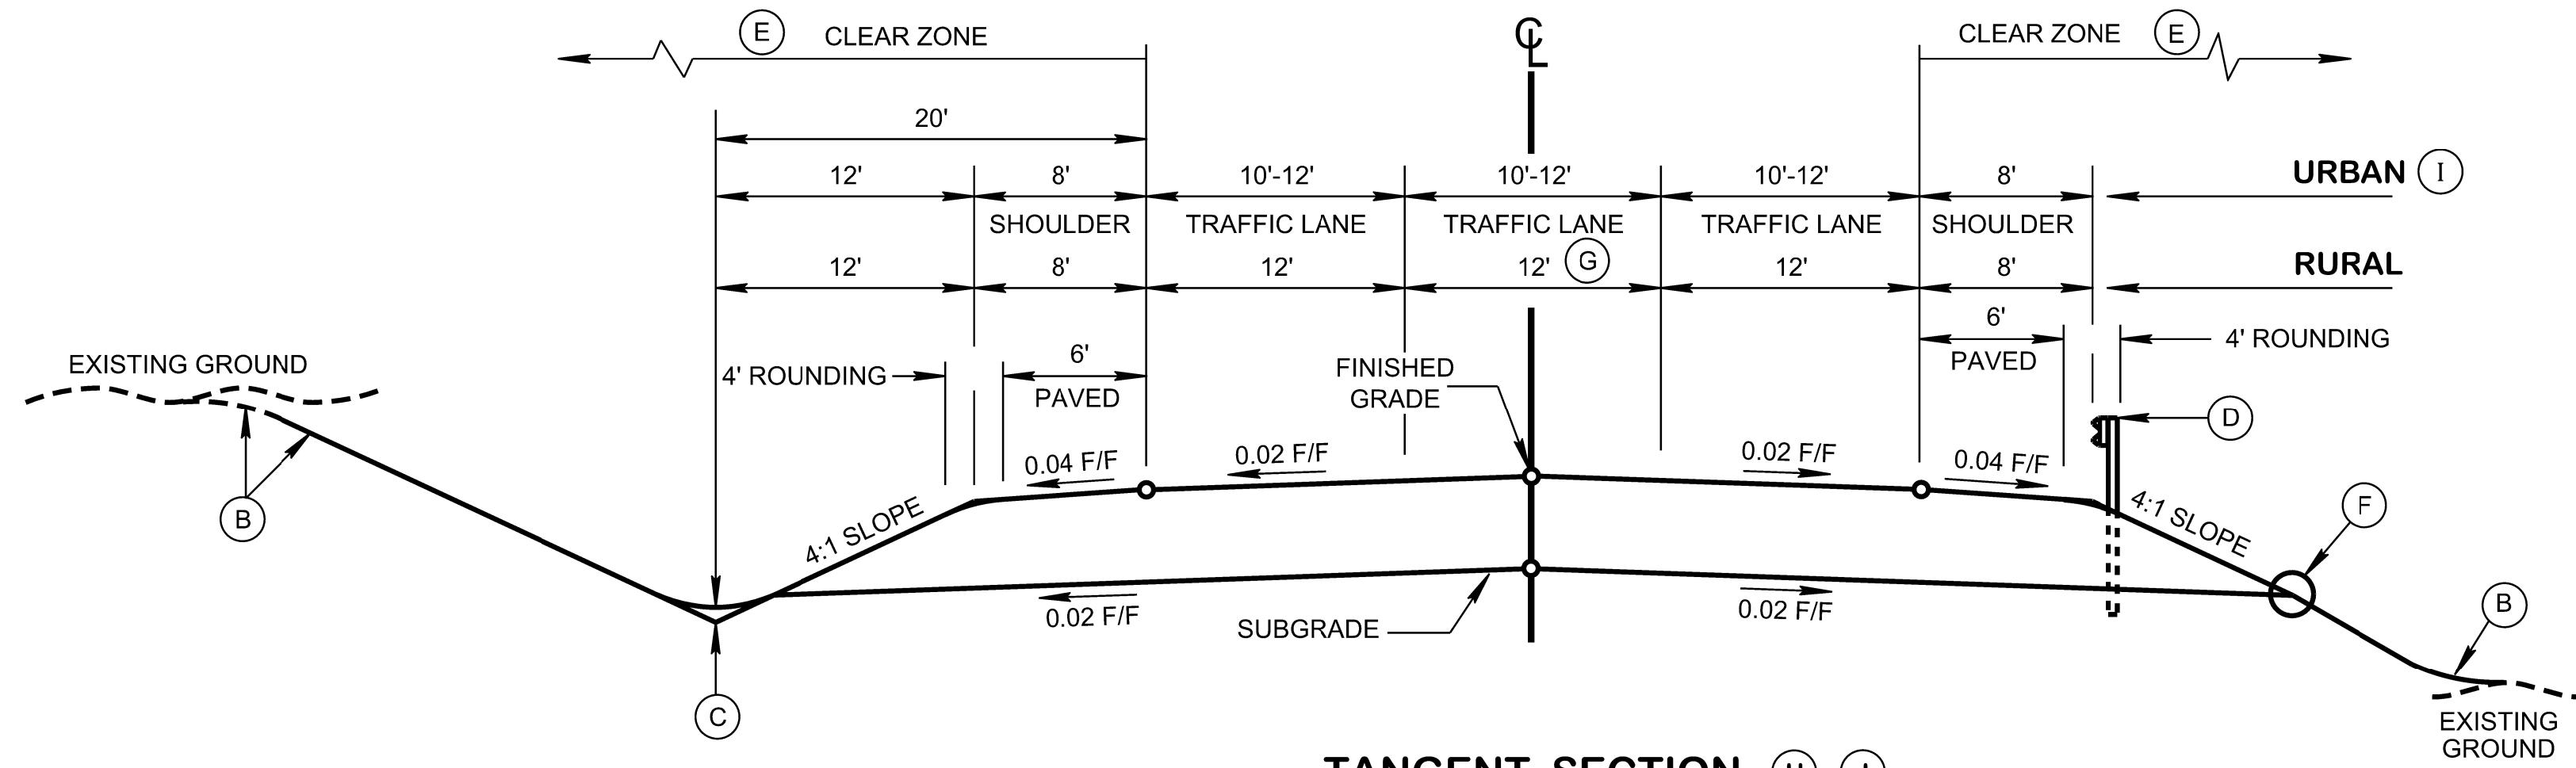 E CLEAR ZONE
CL
CLEAR ZONE E
20'
12' 8' 10'-12' 10'-12' 10'-12' 8' URBAN I
SHOULDER TRAFFIC LANE TRAFFIC LANE TRAFFIC LANE SHOULDER
12' 8' 12' 12' G 12' 8' RURAL
6' 4' ROUNDING
PAVED
EXISTING GROUND
4' ROUNDING 6'
PAVED
FINISHED
GRADE
D
0.04 F/F 0.02 F/F 0.02 F/F 0.04 F/F
B
4:1 SLOPE
4:1 SLOPE
F
0.02 F/F
SUBGRADE
0.02 F/F
B
C
EXISTING
GROUND
TANGENT SECTION